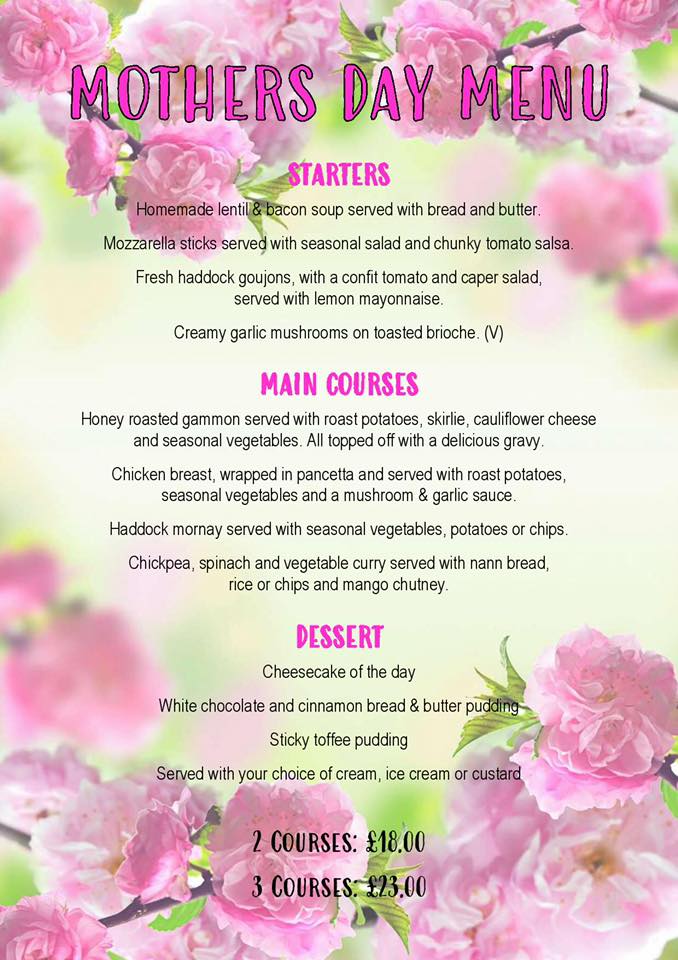 MOTHERS DAY MENU
STARTERS
Homemade lentil & bacon soup served with bread and butter.
Mozzarella sticks served with seasonal salad and chunky tomato salsa.
Fresh haddock goujons, with a confit tomato and caper salad,
served with lemon mayonnaise.
Creamy garlic mushrooms on toasted brioche. (V)
MAIN COURSES
Honey roasted gammon served with roast potatoes, skirlie, cauliflower cheese
and seasonal vegetables. All topped off with a delicious gravy.
Chicken breast, wrapped in pancetta and served with roast potatoes,
seasonal vegetables and a mushroom & garlic sauce.
Haddock mornay served with seasonal vegetables, potatoes or chips.
Chickpea, spinach and vegetable curry served with nann bread,
rice or chips and mango chutney.
DESSERT
Cheesecake of the day
White chocolate and cinnamon bread & butter pudding
Sticky toffee pudding
Served with your choice of cream, ice cream or custard
2 COURSES: £18.00
3 COURSES: £23.00